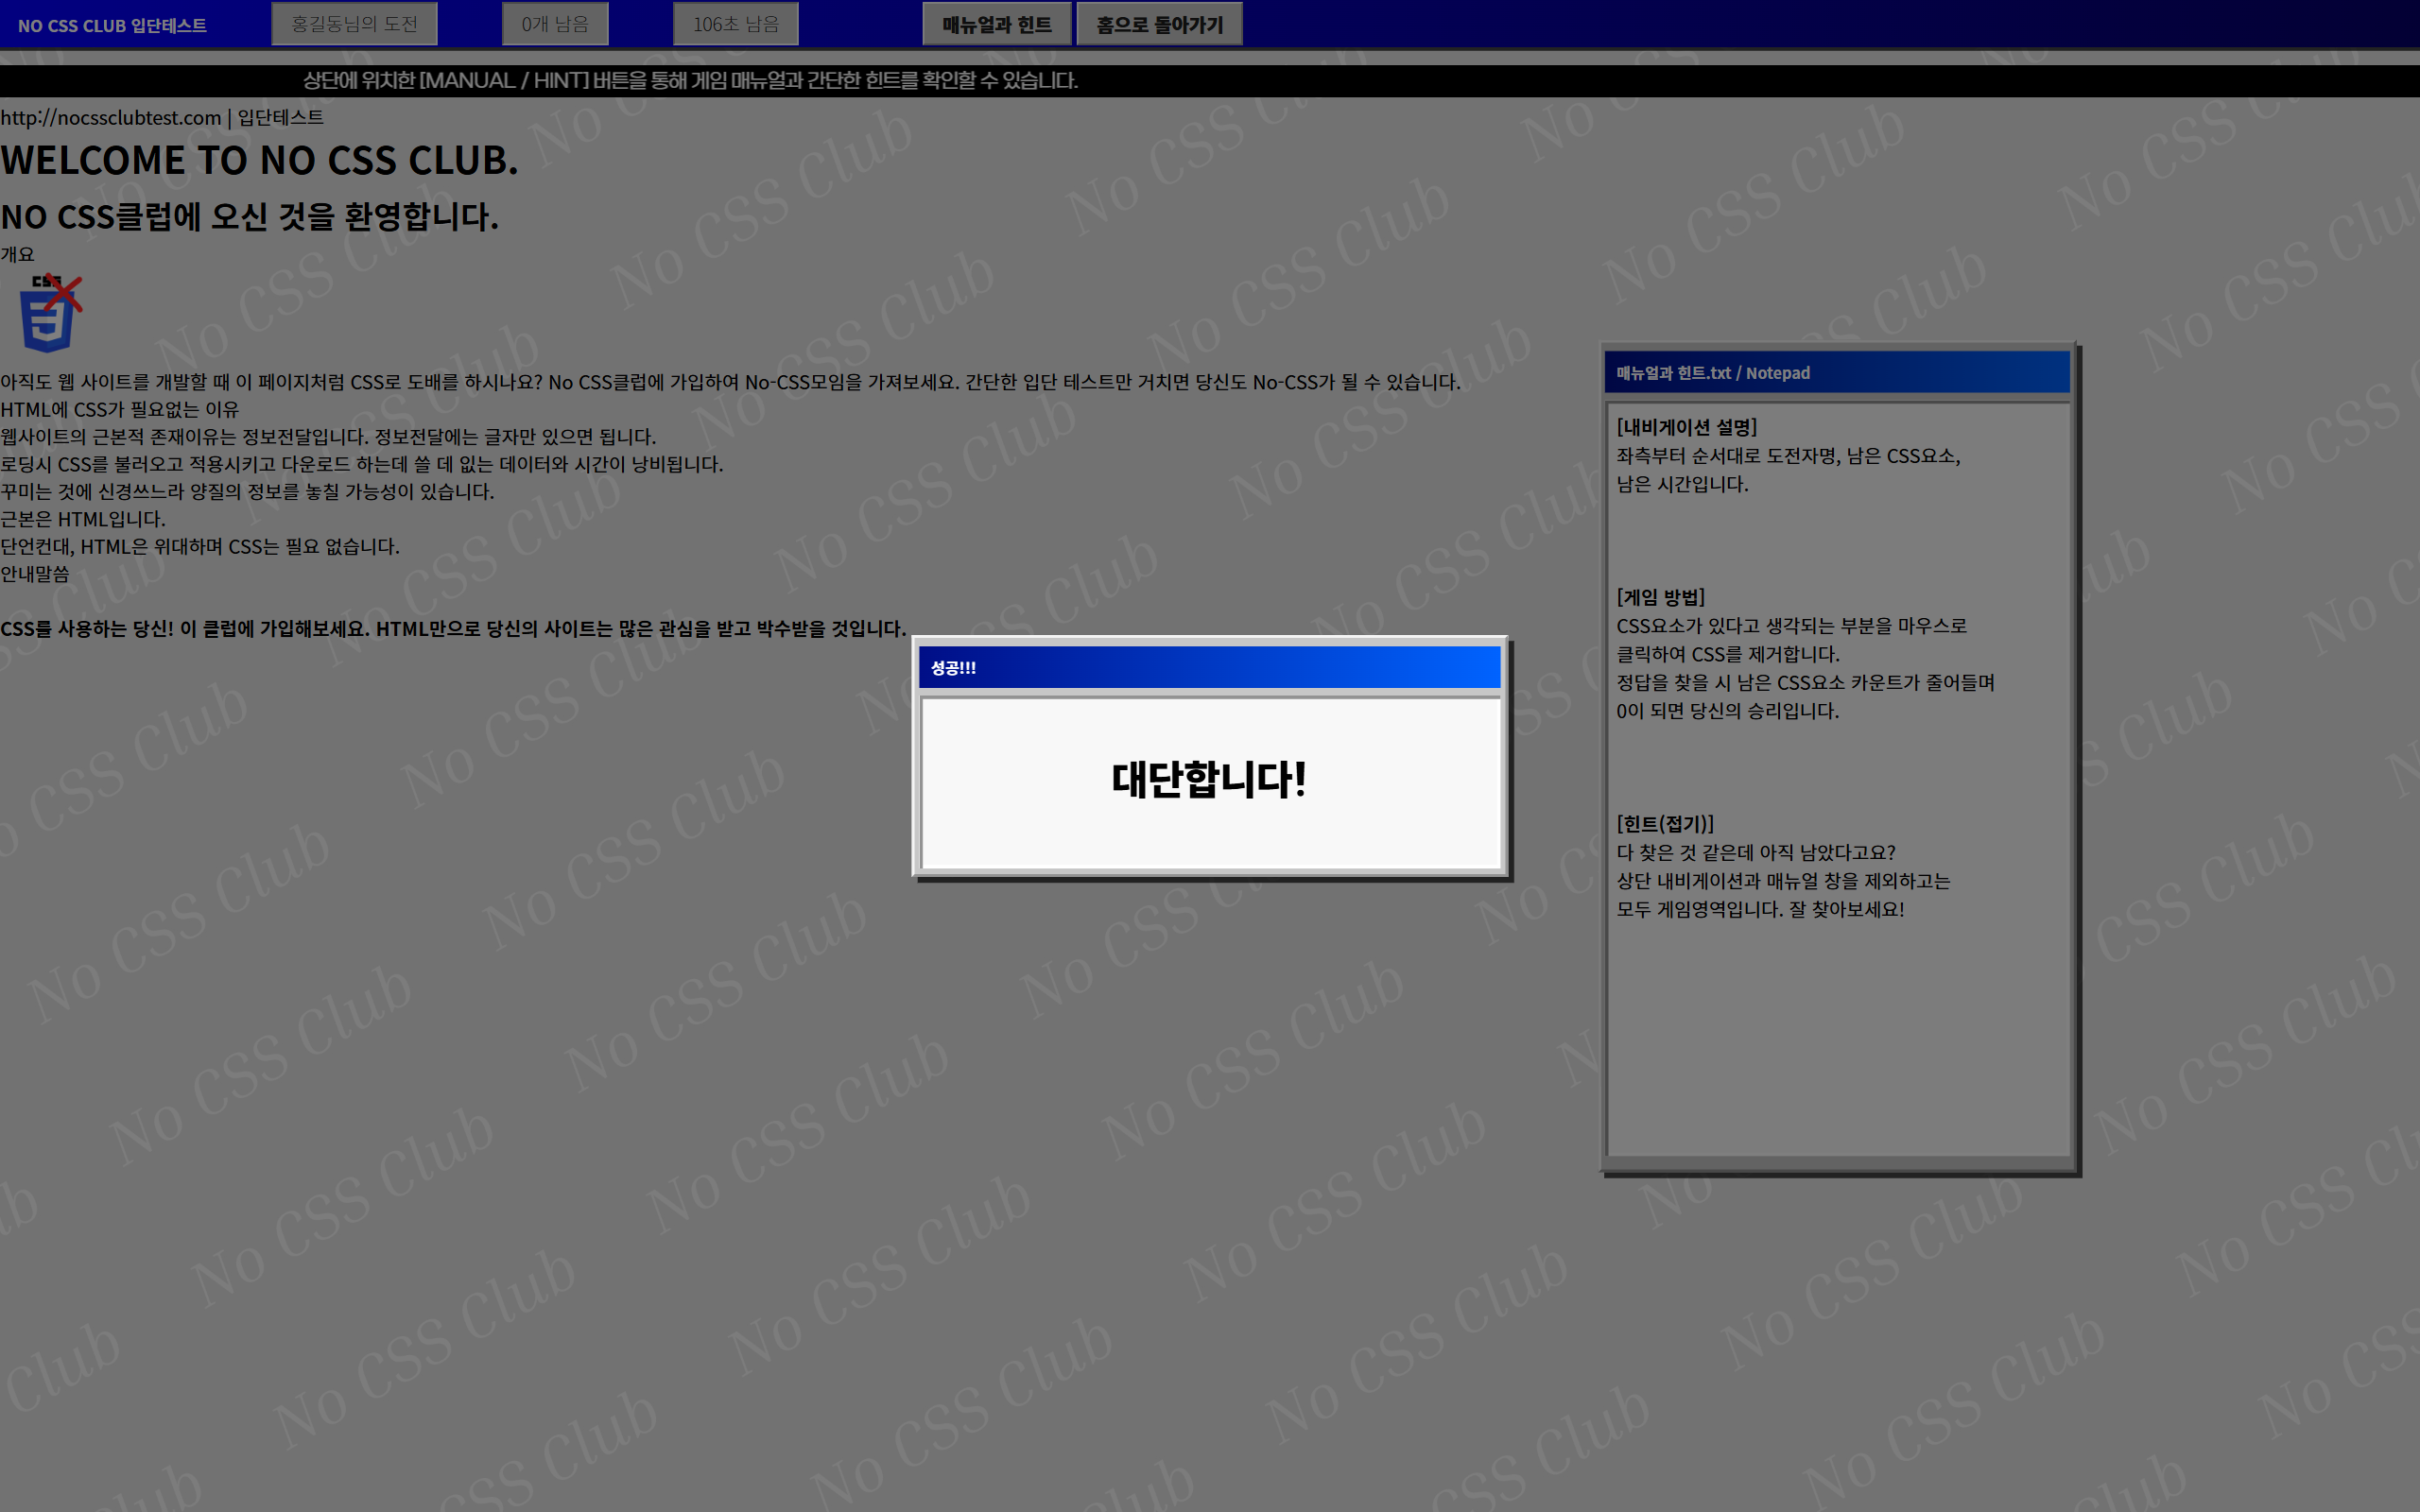 NO CSS CLUB 입단테스트
홍길동님의 도전
0개 남음
106초 남음
매뉴얼과 힌트
홈으로 돌아가기
상단에 위치한 [MANUAL / HINT] 버튼을 통해 게임 매뉴얼과 간단한 힌트를 확인할 수 있습니다.
http://nocssclubtest.com | 입단테스트
WELCOME TO NO CSS CLUB.
NO CSS클럽에 오신 것을 환영합니다.
개요
CSS
아직도 웹 사이트를 개발할 때 이 페이지처럼 CSS로 도배를 하시나요? No CSS클럽에 가입하여 No-CSS모임을 가져보세요. 간단한 입단 테스트만 거치면 당신도 No-CSS가 될 수 있습니다.
HTML에 CSS가 필요없는 이유
웹사이트의 근본적 존재이유는 정보전달입니다. 정보전달에는 글자만 있으면 됩니다.
로딩시 CSS를 불러오고 적용시키고 다운로드 하는데 쓸 데 없는 데이터와 시간이 낭비됩니다.
꾸미는 것에 신경쓰느라 양질의 정보를 놓칠 가능성이 있습니다.
근본은 HTML입니다.
단언컨대, HTML은 위대하며 CSS는 필요 없습니다.
안내말씀
CSS를 사용하는 당신! 이 클럽에 가입해보세요. HTML만으로 당신의 사이트는 많은 관심을 받고 박수받을 것입니다.
성공!!!
대단합니다!
매뉴얼과 힌트.txt / Notepad
[내비게이션 설명]
좌측부터 순서대로 도전자명, 남은 CSS요소,
남은 시간입니다.
[게임 방법]
CSS요소가 있다고 생각되는 부분을 마우스로
클릭하여 CSS를 제거합니다.
정답을 찾을 시 남은 CSS요소 카운트가 줄어들며
0이 되면 당신의 승리입니다.
[힌트(접기)]
다 찾은 것 같은데 아직 남았다고요?
상단 내비게이션과 매뉴얼 창을 제외하고는
모두 게임영역입니다. 잘 찾아보세요!
No CSS Club